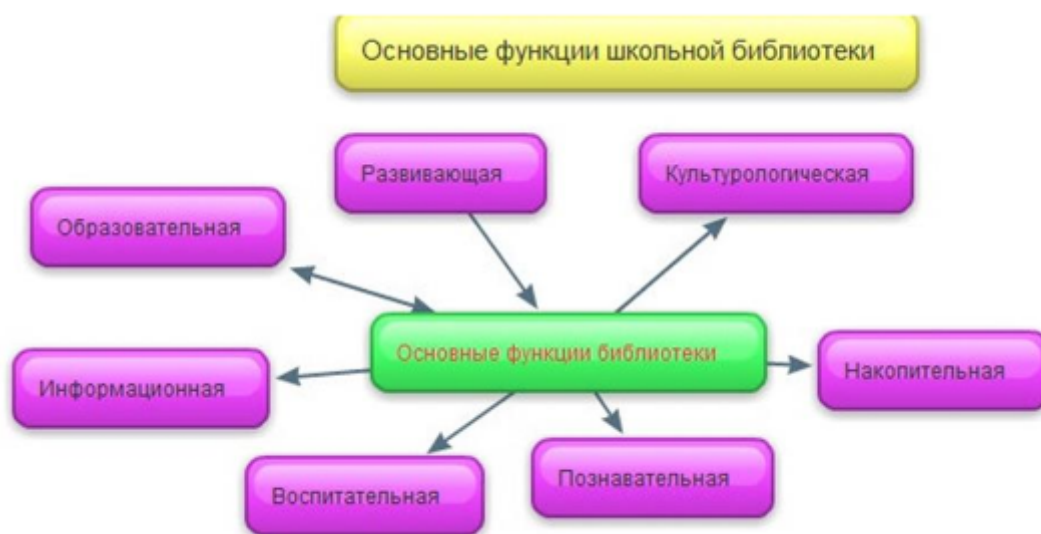 Основные функции школьной библиотеки
Развивающая
Культурологическая
Образовательная
Основные функции библиотеки
Информационная
Накопительная
Воспитательная
Познавательная